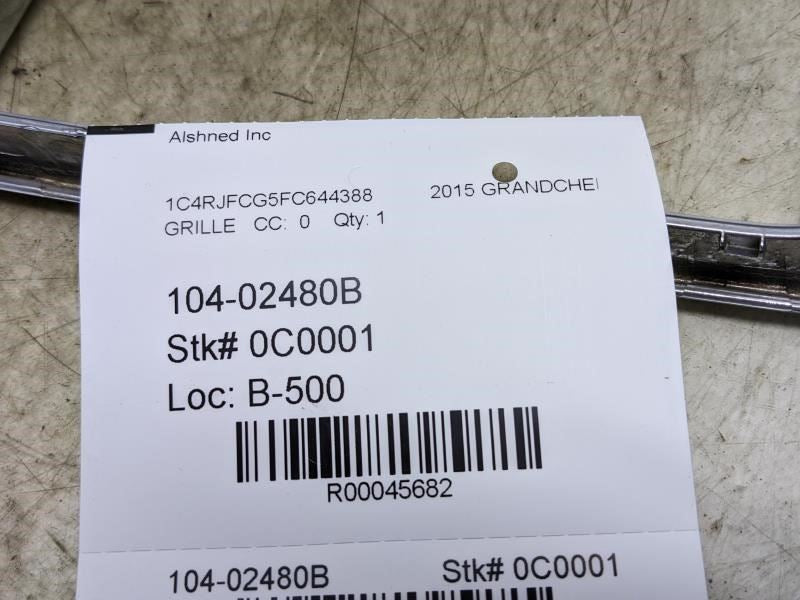 Alshned Inc
1C4RJFCG5FC644388 2015 GRANDCHE
GRILLE CC: 0 Qty: 1
104-02480B
Stk# 0C0001
Loc: B-500
R00045682
104-02480B Stk# 0C0001